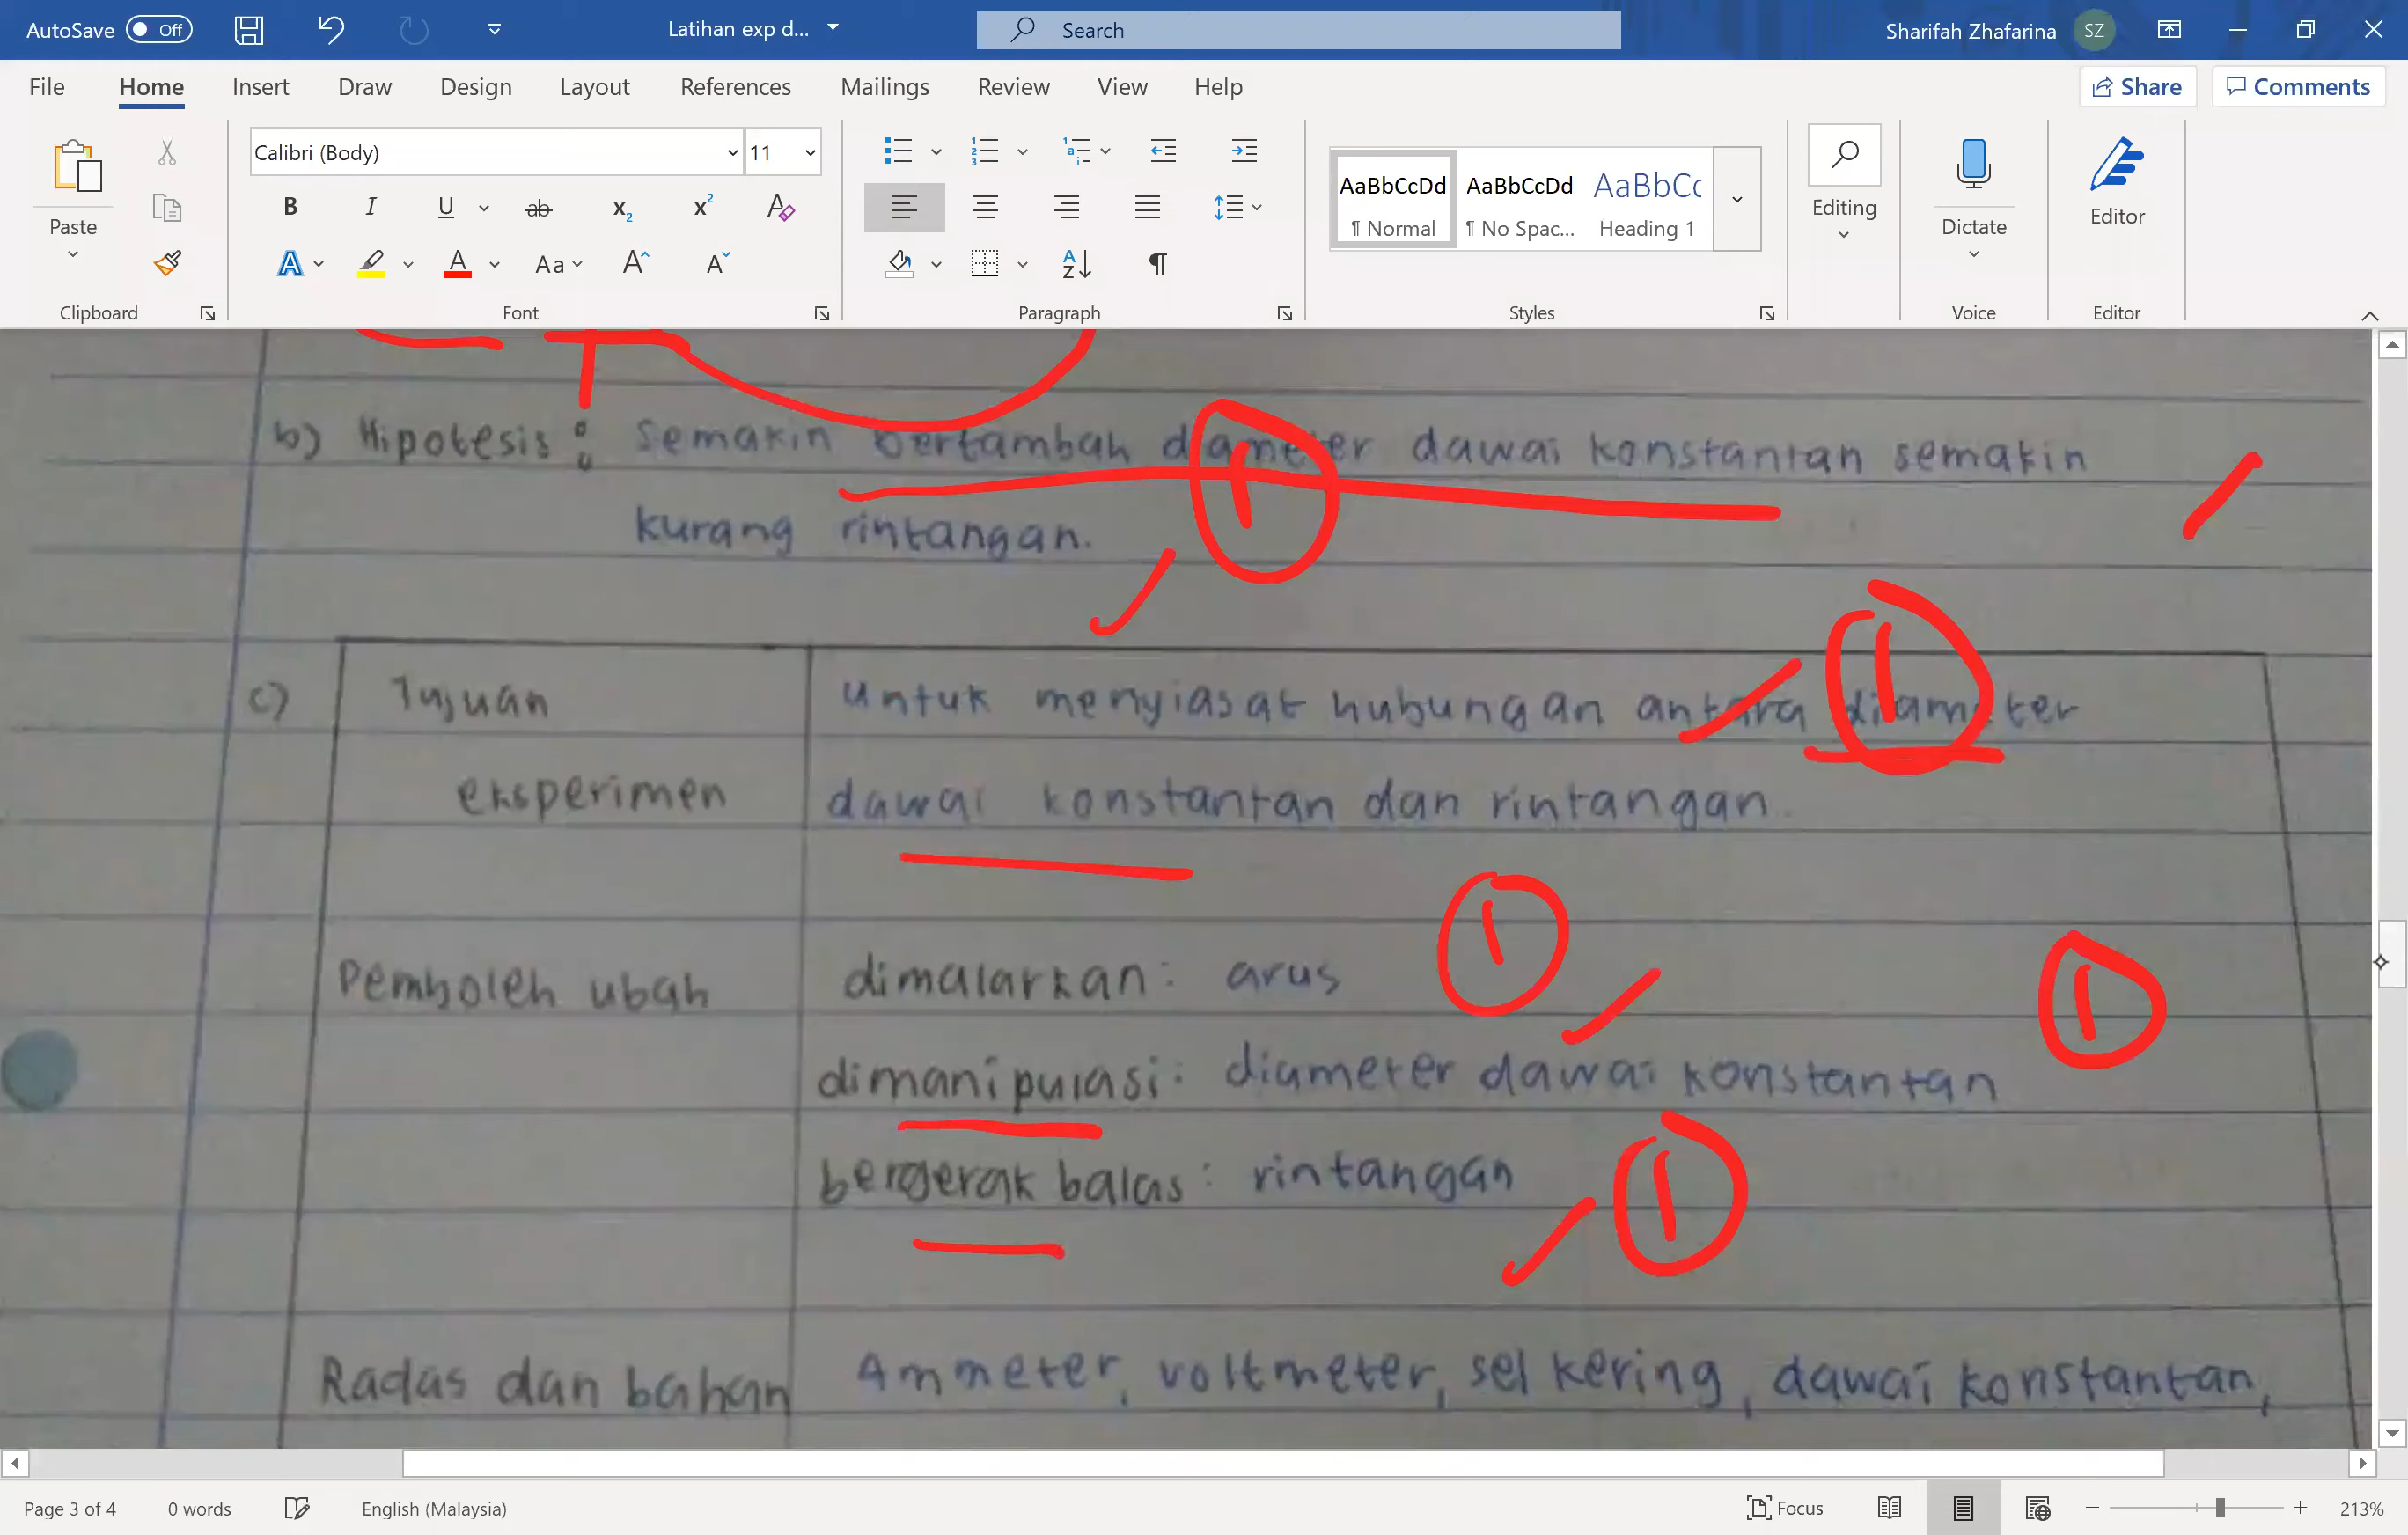 AutoSave Off Latihan exp d... Search Sharifah Zhafarina SZ
File Home Insert Draw Design Layout References Mailings Review View Help Share Comments
Calibri (Body) 11
Paste
B I U ab x2 x2 A
A A Aa A A
AaBbCcDd AaBbCcDd AaBbCc
¶ Normal ¶ No Spac... Heading 1
Editing Dictate Editor
Clipboard Font Paragraph Styles Voice Editor
b) Hipotesis : Semakin bertambah diameter dawai konstantan semakin
kurang rintangan.
1
1
c) Tujuan untuk menyiasat hubungan antara diameter
eksperimen dawai konstantan dan rintangan.
1
1
Pemboleh ubah dimalarkan: arus
dimanipulasi: diameter dawai konstantan
bergerak balas: rintangan
1
Radas dan bahan Ammeter, voltmeter, sel kering, dawai konstantan,
Page 3 of 4 0 words English (Malaysia) Focus 213%